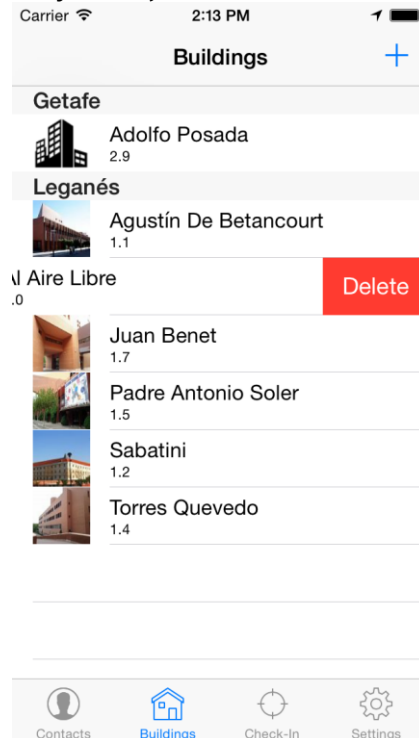 Carrier 2:13 PM
Buildings +
Getafe
Adolfo Posada
2.9
Leganés
Agustín De Betancourt
1.1
Al Aire Libre Delete
.0
Juan Benet
1.7
Padre Antonio Soler
1.5
Sabatini
1.2
Torres Quevedo
1.4
Contacts Buildings Check-In Settings